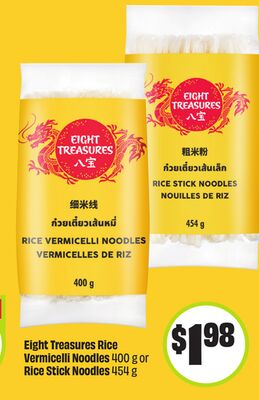 EIGHT
TREASURES
八宝
粗米粉
ก๋วยเตี๋ยวเส้นเล็ก
RICE STICK NOODLES
NOUILLES DE RIZ
454 g
EIGHT
TREASURES
八宝
细米线
ก๋วยเตี๋ยวเส้นหมี่
RICE VERMICELLI NOODLES
VERMICELLES DE RIZ
400 g
Eight Treasures Rice
Vermicelli Noodles 400 g or
Rice Stick Noodles 454 g
$1.98